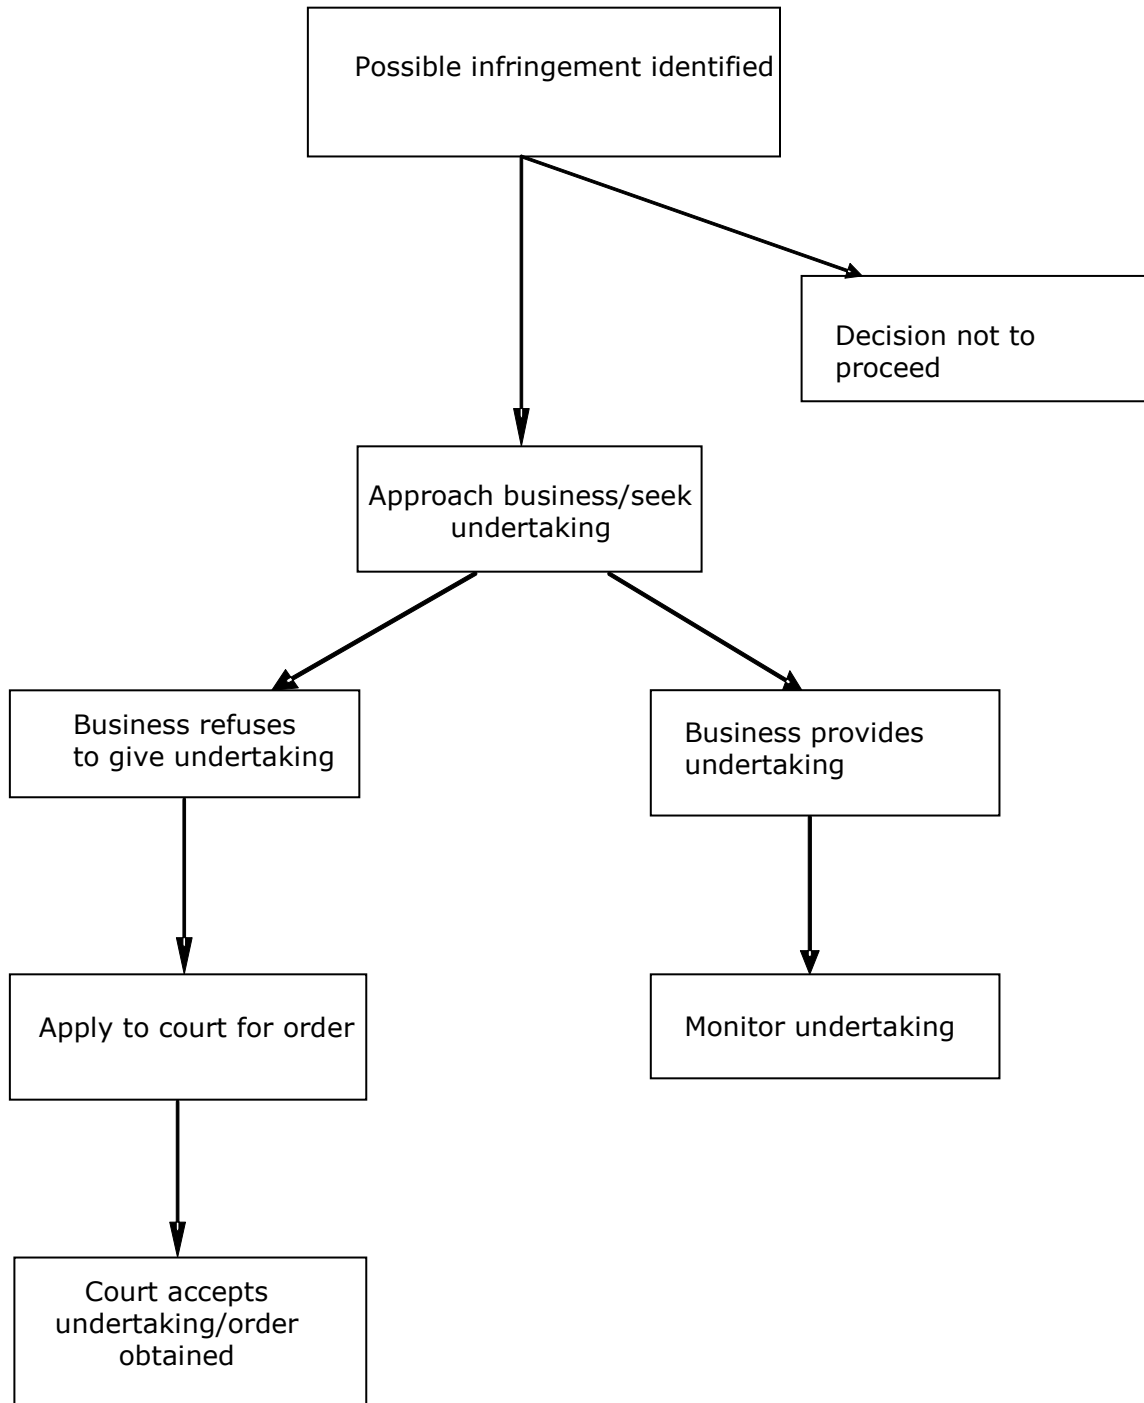 Possible infringement identified
Decision not to
proceed
Approach business/seek
undertaking
Business refuses
to give undertaking
Business provides
undertaking
Apply to court for order
Monitor undertaking
Court accepts
undertaking/order
obtained